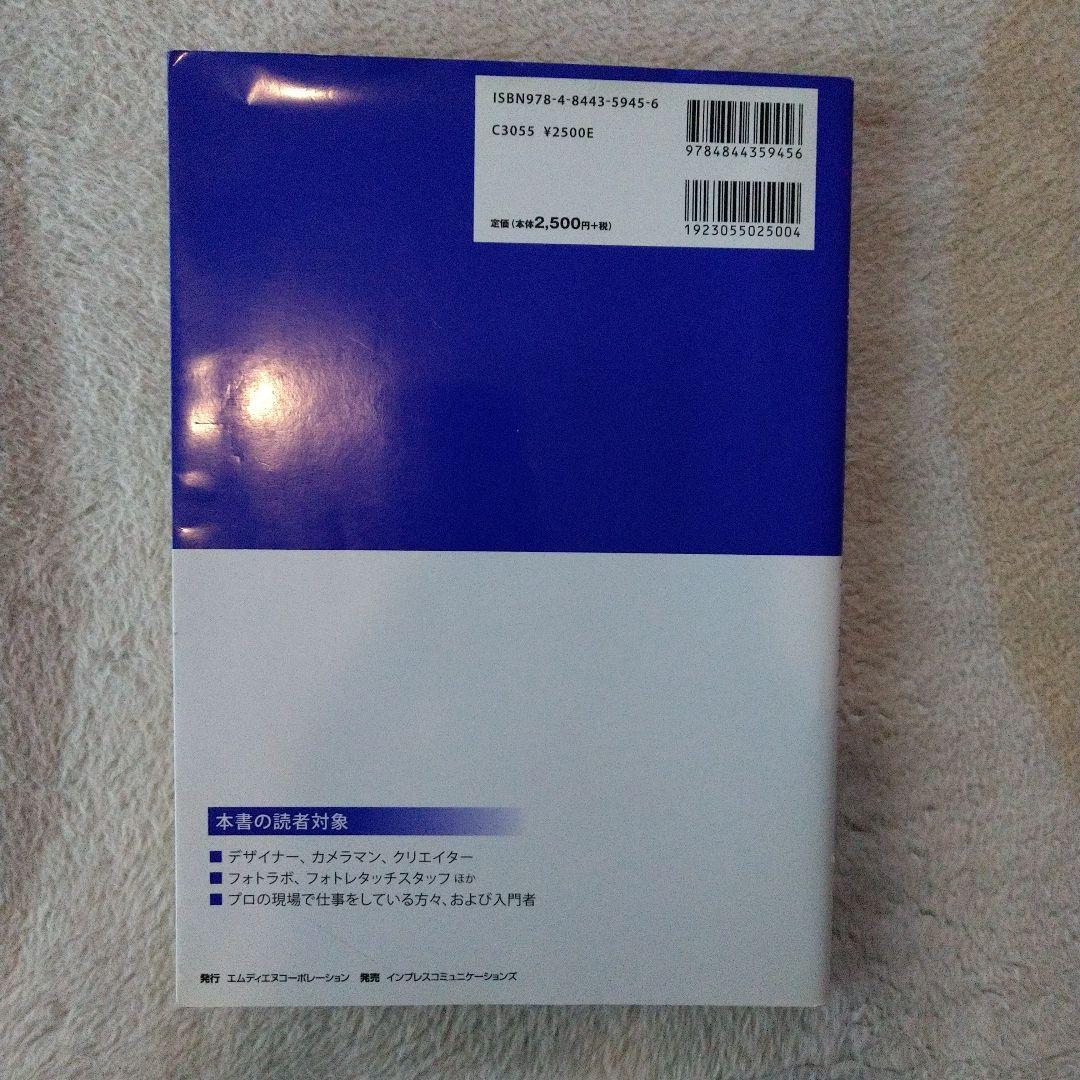 ISBN978-4-8443-5945-6
C3055 ¥2500E
9784844359456
定価(本体2,500円+税)
1923055025004
本書の読者対象
■ デザイナー、カメラマン、クリエイター
■ フォトラボ、フォトレタッチスタッフ ほか
■ プロの現場で仕事をしている方々、および入門者
発行 エムディエヌコーポレーション 発売 インプレスコミュニケーションズ